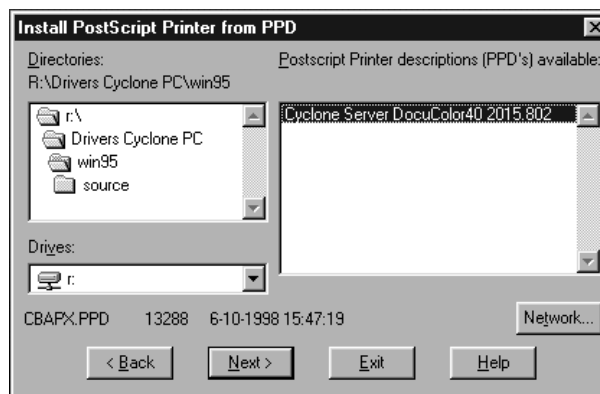 Install PostScript Printer from PPD
Directories:
R:\Drivers Cyclone PC\win95
r:\
Drivers Cyclone PC
win95
source
Drives:
r:
Postscript Printer descriptions (PPD's) available:
Cyclone Server DocuColor40 2015.802
CBAPX.PPD 13288 6-10-1998 15:47:19
Network...
< Back
Next >
Exit
Help